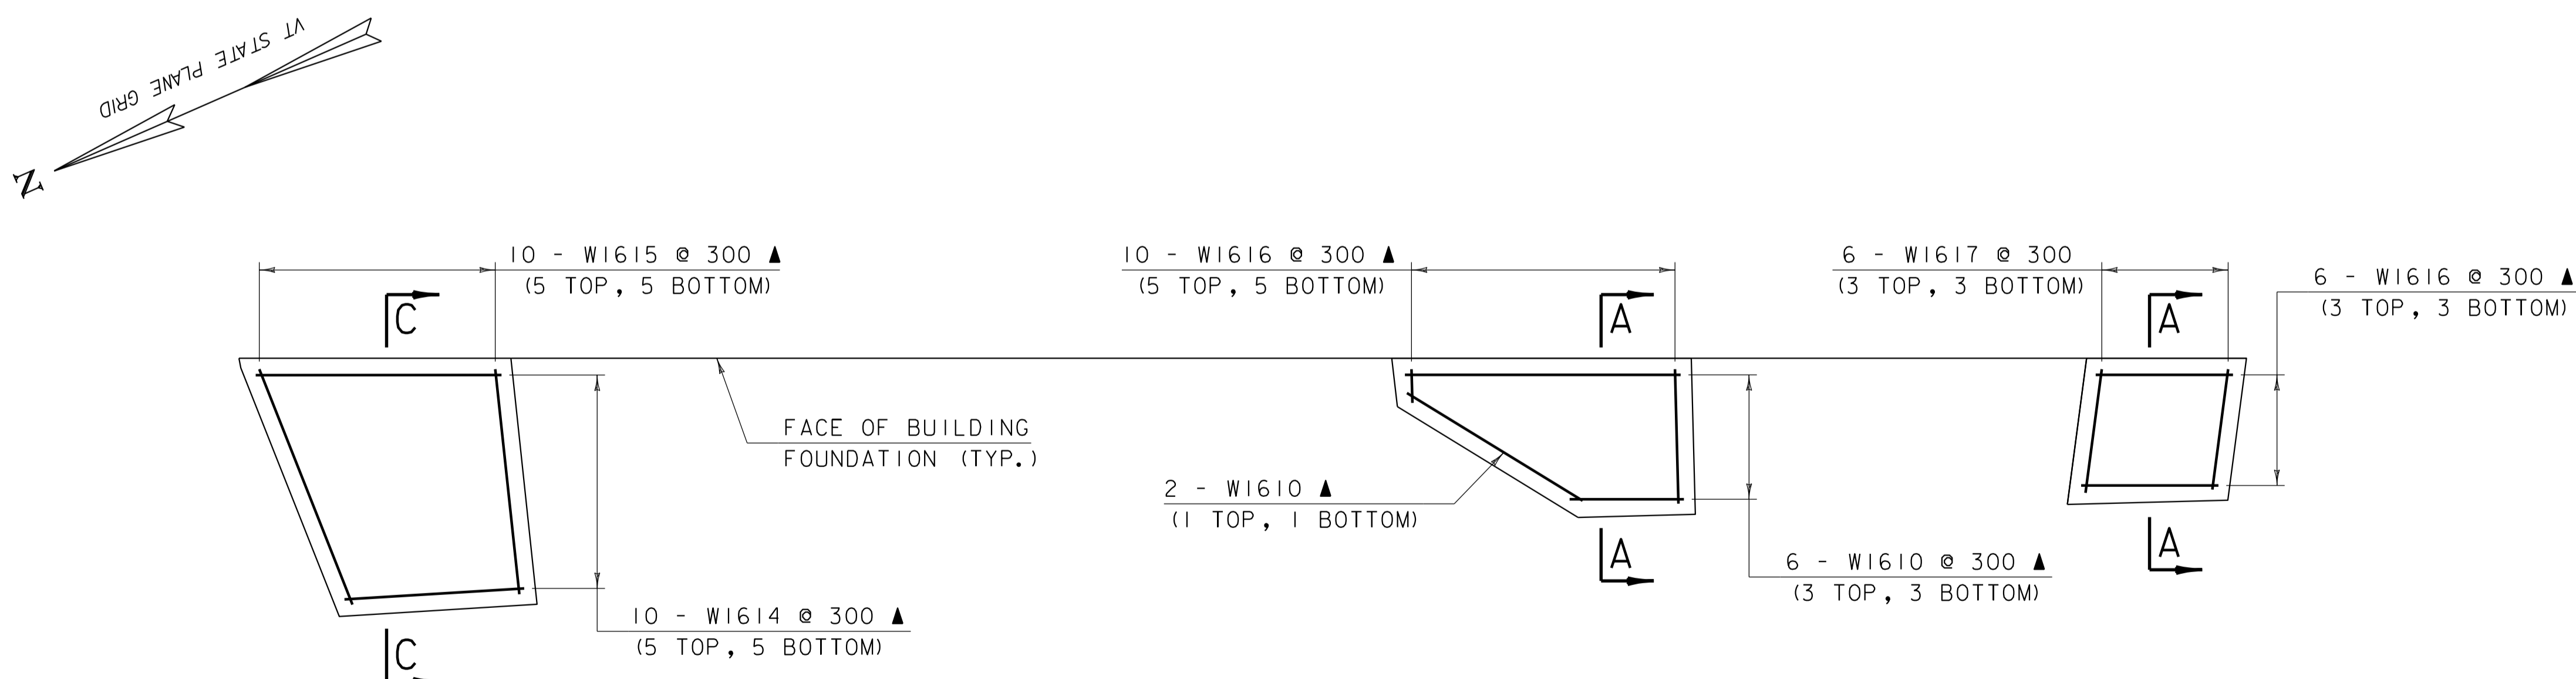 VT STATE PLANE GRID
N
10 - W1615 @ 300 ▲
(5 TOP, 5 BOTTOM)
10 - W1616 @ 300 ▲
(5 TOP, 5 BOTTOM)
6 - W1617 @ 300
(3 TOP, 3 BOTTOM)
6 - W1616 @ 300 ▲
(3 TOP, 3 BOTTOM)
C
A
A
FACE OF BUILDING
FOUNDATION (TYP.)
2 - W1610 ▲
(1 TOP, 1 BOTTOM)
A
A
6 - W1610 @ 300 ▲
(3 TOP, 3 BOTTOM)
10 - W1614 @ 300 ▲
(5 TOP, 5 BOTTOM)
C